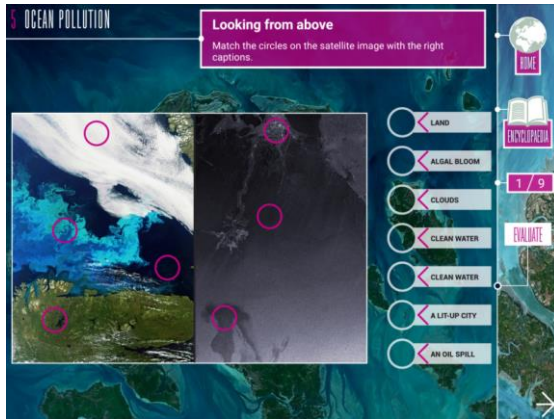 5 OCEAN POLLUTION
Looking from above
Match the circles on the satellite image with the right
captions.
HOME
LAND
ENCYCLOPAEDIA
ALGAL BLOOM
1 / 9
CLOUDS
CLEAN WATER
EVALUATE
CLEAN WATER
A LIT-UP CITY
AN OIL SPILL